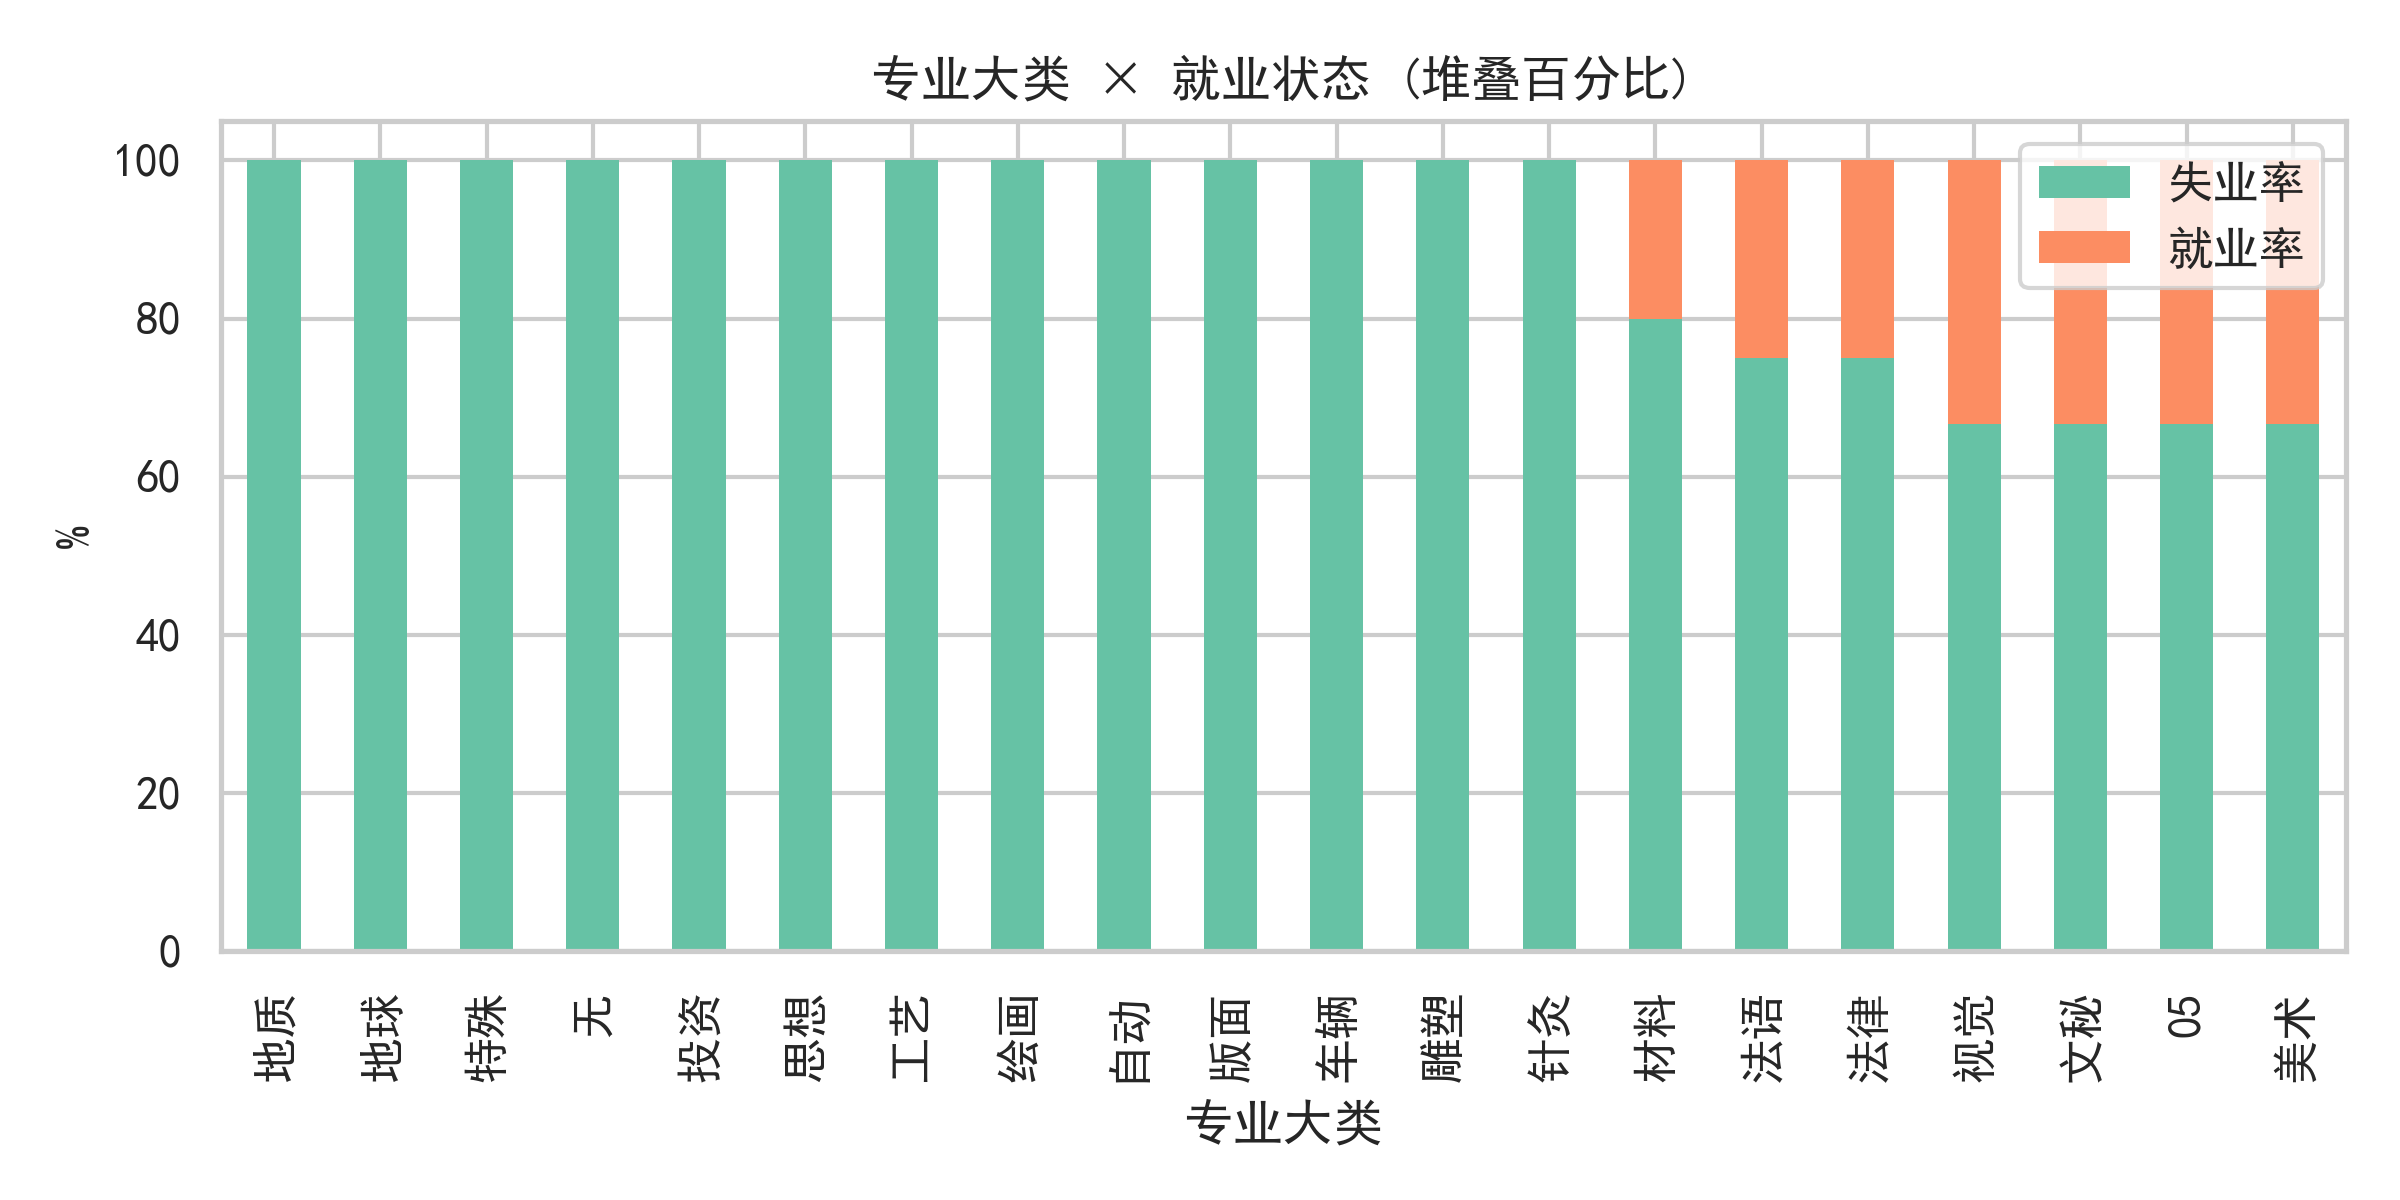 专业大类 × 就业状态（堆叠百分比）
失业率
就业率
100
80
60
40
20
0
%
地质
地球
特殊
无
投资
思想
工艺
绘画
自动
版面
车辆
雕塑
针灸
材料
法语
法律
视觉
文秘
05
美术
专业大类